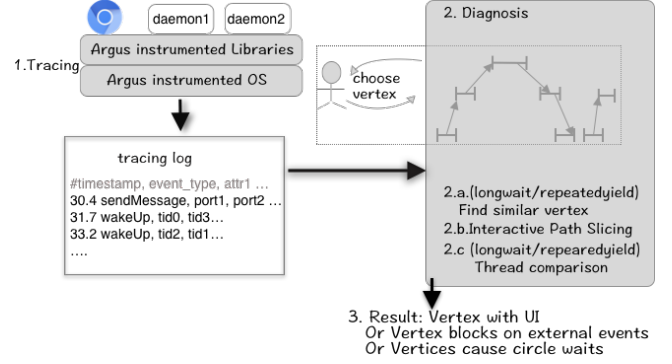 daemon1
daemon2
Argus instrumented Libraries
1.Tracing
Argus instrumented OS
tracing log
#timestamp, event_type, attr1 ...
30.4 sendMessage, port1, port2 ...
31.7 wakeUp, tid0, tid3...
33.2 wakeUp, tid2, tid1...
....
2. Diagnosis
choose
vertex
2.a.(longwait/repeatedyield)
Find similar vertex
2.b.Interactive Path Slicing
2.c (longwait/repearedyield)
Thread comparison
3. Result: Vertex with UI
Or Vertex blocks on external events
Or Vertices cause circle waits